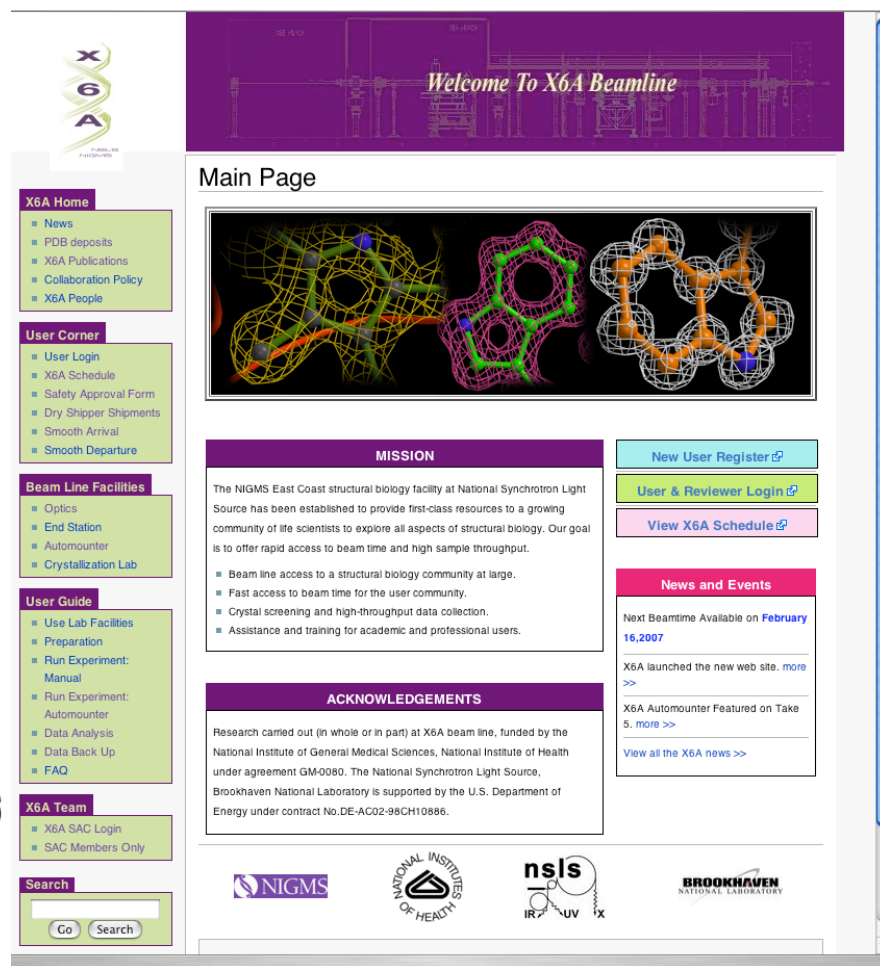 X
6
A
NSLS
NIGMS
Welcome To X6A Beamline
X6A Home
News
PDB deposits
X6A Publications
Collaboration Policy
X6A People
User Corner
User Login
X6A Schedule
Safety Approval Form
Dry Shipper Shipments
Smooth Arrival
Smooth Departure
Beam Line Facilities
Optics
End Station
Automounter
Crystallization Lab
User Guide
Use Lab Facilities
Preparation
Run Experiment:
Manual
Run Experiment:
Automounter
Data Analysis
Data Back Up
FAQ
X6A Team
X6A SAC Login
SAC Members Only
Search
Go Search
Main Page
MISSION
The NIGMS East Coast structural biology facility at National Synchrotron Light
Source has been established to provide first-class resources to a growing
community of life scientists to explore all aspects of structural biology. Our goal
is to offer rapid access to beam time and high sample throughput.
Beam line access to a structural biology community at large.
Fast access to beam time for the user community.
Crystal screening and high-throughput data collection.
Assistance and training for academic and professional users.
ACKNOWLEDGEMENTS
Research carried out (in whole or in part) at X6A beam line, funded by the
National Institute of General Medical Sciences, National Institute of Health
under agreement GM-0080. The National Synchrotron Light Source,
Brookhaven National Laboratory is supported by the U.S. Department of
Energy under contract No.DE-AC02-98CH10886.
New User Register
User & Reviewer Login
View X6A Schedule
News and Events
Next Beamtime Available on February
16,2007
X6A launched the new web site. more
>>
X6A Automounter Featured on Take
5. more >>
View all the X6A news >>
NIGMS
NATIONAL INSTITUTES
OF HEALTH
nsls
IR UV X
BROOKHAVEN
NATIONAL LABORATORY